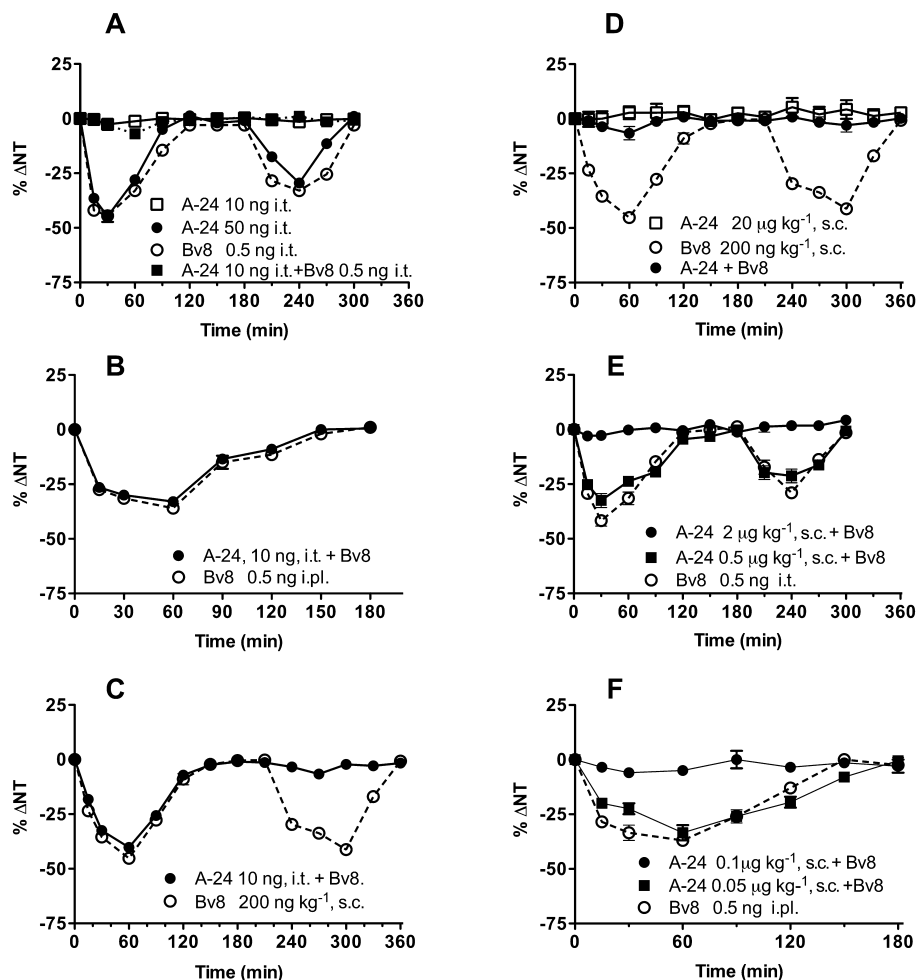 A
25
0
-25
-50
-75
% ΔNT
A-24 10 ng i.t.
A-24 50 ng i.t.
Bv8 0.5 ng i.t.
A-24 10 ng i.t.+Bv8 0.5 ng i.t.
0 60 120 180 240 300 360
Time (min)
B
25
0
-25
-50
-75
% ΔNT
A-24, 10 ng, i.t. + Bv8
Bv8 0.5 ng i.pl.
0 30 60 90 120 150 180
Time (min)
C
25
0
-25
-50
-75
% ΔNT
A-24 10 ng, i.t. + Bv8.
Bv8 200 ng kg⁻¹, s.c.
0 60 120 180 240 300 360
Time (min)
D
25
0
-25
-50
-75
% ΔNT
A-24 20 μg kg⁻¹, s.c.
Bv8 200 ng kg⁻¹, s.c.
A-24 + Bv8
0 60 120 180 240 300 360
Time (min)
E
25
0
-25
-50
-75
% ΔNT
A-24 2 μg kg⁻¹, s.c. + Bv8
A-24 0.5 μg kg⁻¹, s.c. + Bv8
Bv8 0.5 ng i.t.
0 60 120 180 240 300 360
Time (min)
F
25
0
-25
-50
-75
% ΔNT
A-24 0.1μg kg⁻¹, s.c. + Bv8
A-24 0.05 μg kg-¹, s.c. +Bv8
Bv8 0.5 ng i.pl.
0 60 120 180
Time (min)